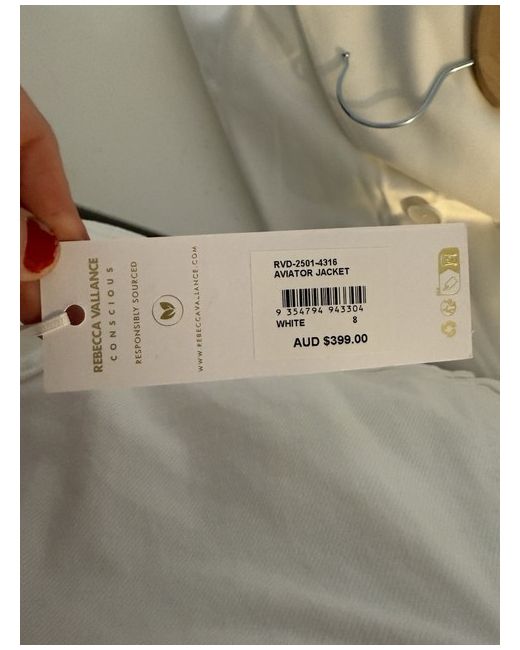 REBECCA VALLANCE
CONSCIOUS
RESPONSIBLY SOURCED
WWW.REBECCAVALLANCE.COM
RVD-2501-4316
AVIATOR JACKET
9 354794 943304
WHITE 8
AUD $399.00